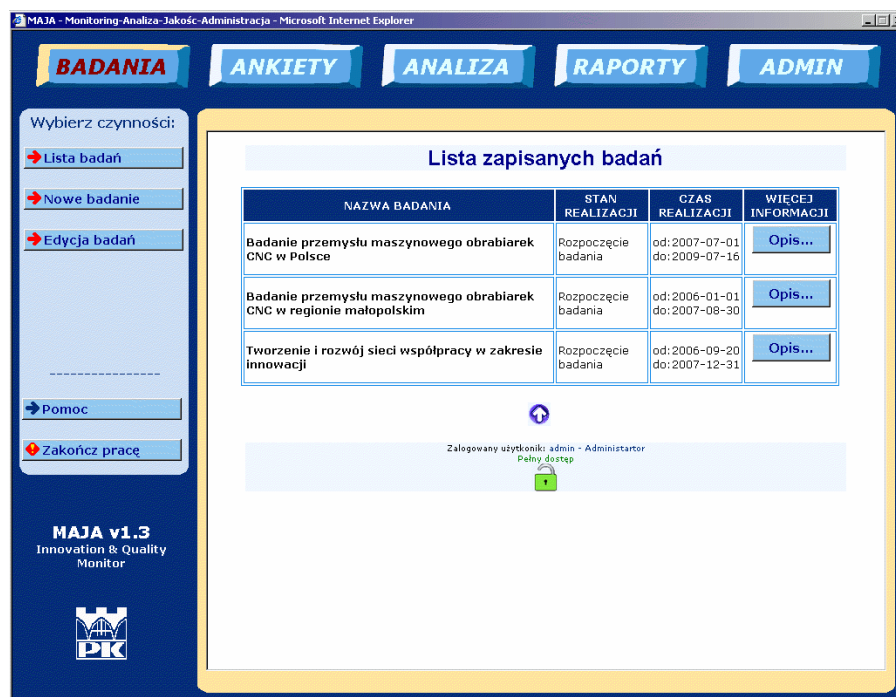 MAJA - Monitoring-Analiza-Jakośc-Administracja - Microsoft Internet Explorer
BADANIA
ANKIETY
ANALIZA
RAPORTY
ADMIN
Wybierz czynności:
Lista badań
Nowe badanie
Edycja badań
----------------
Pomoc
Zakończ pracę
MAJA v1.3
Innovation & Quality
Monitor
PK
Lista zapisanych badań
NAZWA BADANIA
STAN
REALIZACJI
CZAS
REALIZACJI
WIĘCEJ
INFORMACJI
Badanie przemysłu maszynowego obrabiarek
CNC w Polsce
Rozpoczęcie
badania
od:2007-07-01
do:2009-07-16
Opis...
Badanie przemysłu maszynowego obrabiarek
CNC w regionie małopolskim
Rozpoczęcie
badania
od:2006-01-01
do:2007-08-30
Opis...
Tworzenie i rozwój sieci współpracy w zakresie
innowacji
Rozpoczęcie
badania
od:2006-09-20
do:2007-12-31
Opis...
Zalogowany użytkonik: admin - Administartor
Pełny dostęp